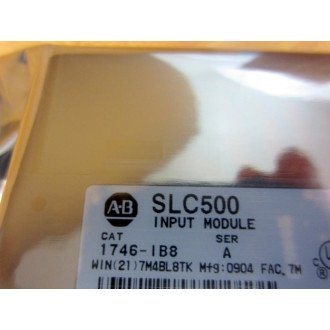 A-B SLC500
INPUT MODULE
CAT SER
1746-IB8 A
WIN(21)7M4BL8TK Mfg:0904 FAC. 7M